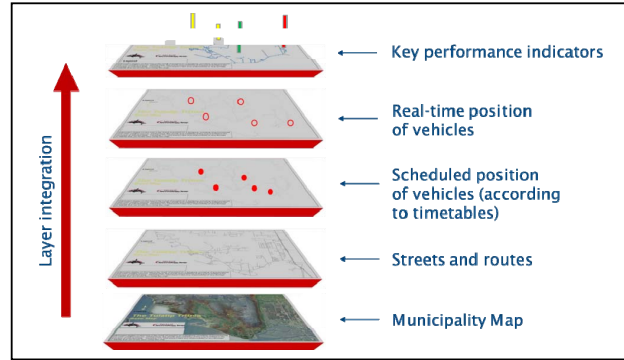 Key performance indicators
Real-time position
of vehicles
Scheduled position
of vehicles (according
to timetables)
Streets and routes
Municipality Map
Layer integration